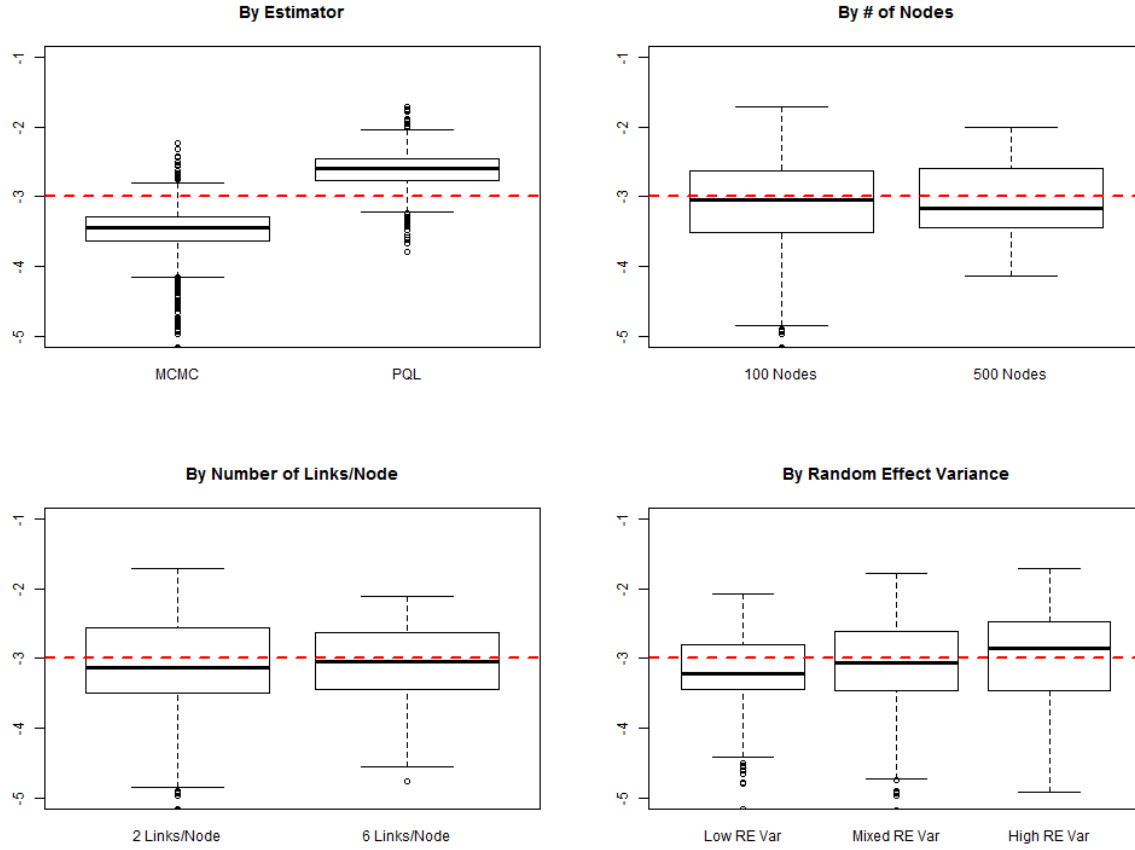 By Estimator
-1
-2
-3
-4
-5
MCMC PQL
By # of Nodes
-1
-2
-3
-4
-5
100 Nodes 500 Nodes
By Number of Links/Node
-1
-2
-3
-4
-5
2 Links/Node 6 Links/Node
By Random Effect Variance
-1
-2
-3
-4
-5
Low RE Var Mixed RE Var High RE Var